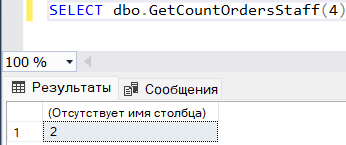 SELECT dbo.GetCountOrdersStaff(4)
100 %
Результаты Сообщения
(Отсутствует имя столбца)
1 2